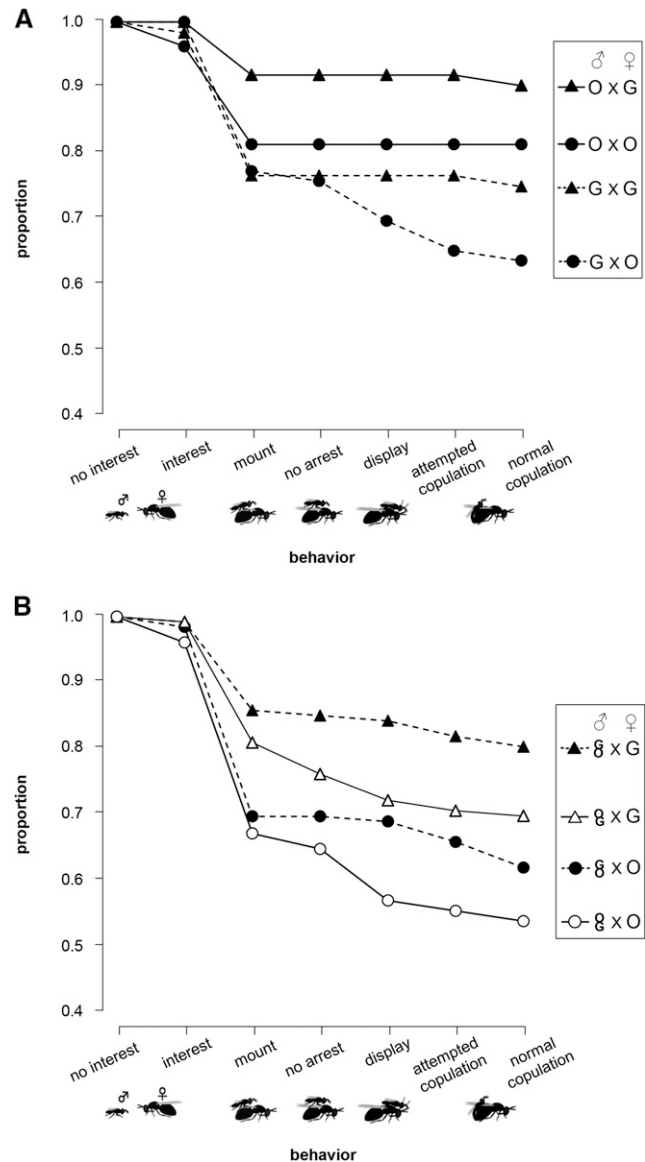 A
1.0
0.9
0.8
0.7
0.6
0.5
0.4
proportion
♂ ♀
O x G
O x O
G x G
G x O
no interest
interest
mount
no arrest
display
attempted
copulation
normal
copulation
♂ ♀
behavior
B
1.0
0.9
0.8
0.7
0.6
0.5
0.4
proportion
♂ ♀
G
O x G
O
G x G
G
O x O
O
G x O
no interest
interest
mount
no arrest
display
attempted
copulation
normal
copulation
♂ ♀
behavior